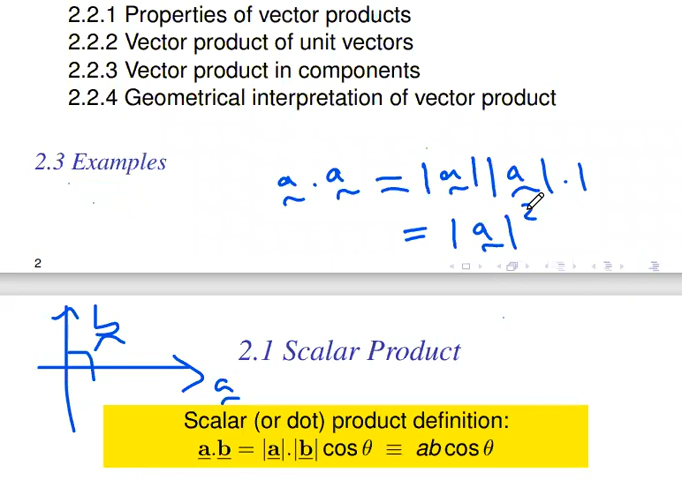 2.2.1 Properties of vector products
2.2.2 Vector product of unit vectors
2.2.3 Vector product in components
2.2.4 Geometrical interpretation of vector product
2.3 Examples
a̰ . a̰ = |a̰||a̰|.1
= |a̰|²
2
b̰
a̰
2.1 Scalar Product
Scalar (or dot) product definition:
a̲.b̲ = |a̲|.|b̲| cos θ ≡ ab cos θ